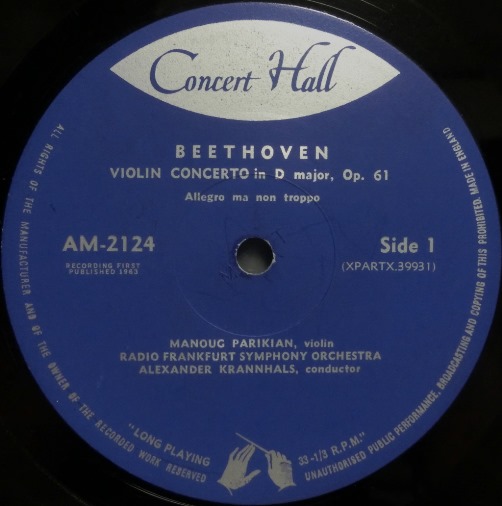 Concert Hall
BEETHOVEN
VIOLIN CONCERTO in D major, Op. 61
Allegro ma non troppo
AM-2124
RECORDING FIRST
PUBLISHED 1963
Side 1
(XPARTX.39931)
MANOUG PARIKIAN, violin
RADIO FRANKFURT SYMPHONY ORCHESTRA
ALEXANDER KRANNHALS, conductor
"LONG PLAYING
33-1/3 R.P.M."
ALL RIGHTS OF THE MANUFACTURER AND OF THE OWNER OF THE RECORDED WORK RESERVED
UNAUTHORISED PUBLIC PERFORMANCE, BROADCASTING AND COPYING OF THIS PROHIBITED. MADE IN ENGLAND